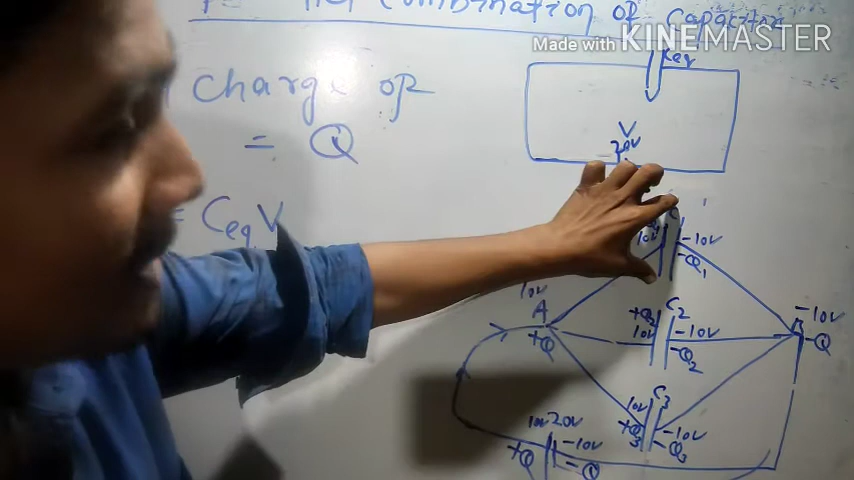 Combination of Capacitor
Made with KINEMASTER
Ceq
charge of
= Q
V
20V
= CeqV
10V -10V
-Q1
10V
A
+Q
+Q2 C2
10V -10V
-Q2
-10V
-Q
10V C3
+Q3 -10V
-Q3
10V 20V
+Q -10V
-Q